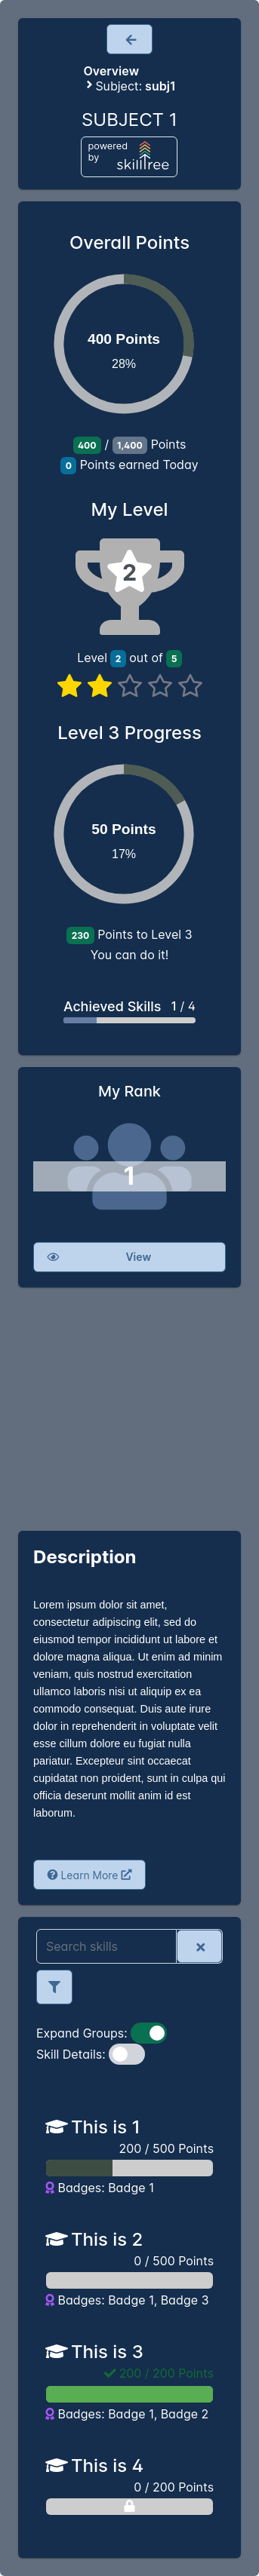 Overview
Subject: subj1
SUBJECT 1
powered
by
skilltree
Overall Points
400 Points
28%
400 / 1,400 Points
0 Points earned Today
My Level
2
Level 2 out of 5
Level 3 Progress
50 Points
17%
230 Points to Level 3
You can do it!
Achieved Skills 1 / 4
My Rank
1
View
Description
Lorem ipsum dolor sit amet,
consectetur adipiscing elit, sed do
eiusmod tempor incididunt ut labore et
dolore magna aliqua. Ut enim ad minim
veniam, quis nostrud exercitation
ullamco laboris nisi ut aliquip ex ea
commodo consequat. Duis aute irure
dolor in reprehenderit in voluptate velit
esse cillum dolore eu fugiat nulla
pariatur. Excepteur sint occaecat
cupidatat non proident, sunt in culpa qui
officia deserunt mollit anim id est
laborum.
Learn More
Search skills
Expand Groups:
Skill Details:
This is 1
200 / 500 Points
Badges: Badge 1
This is 2
0 / 500 Points
Badges: Badge 1, Badge 3
This is 3
200 / 200 Points
Badges: Badge 1, Badge 2
This is 4
0 / 200 Points